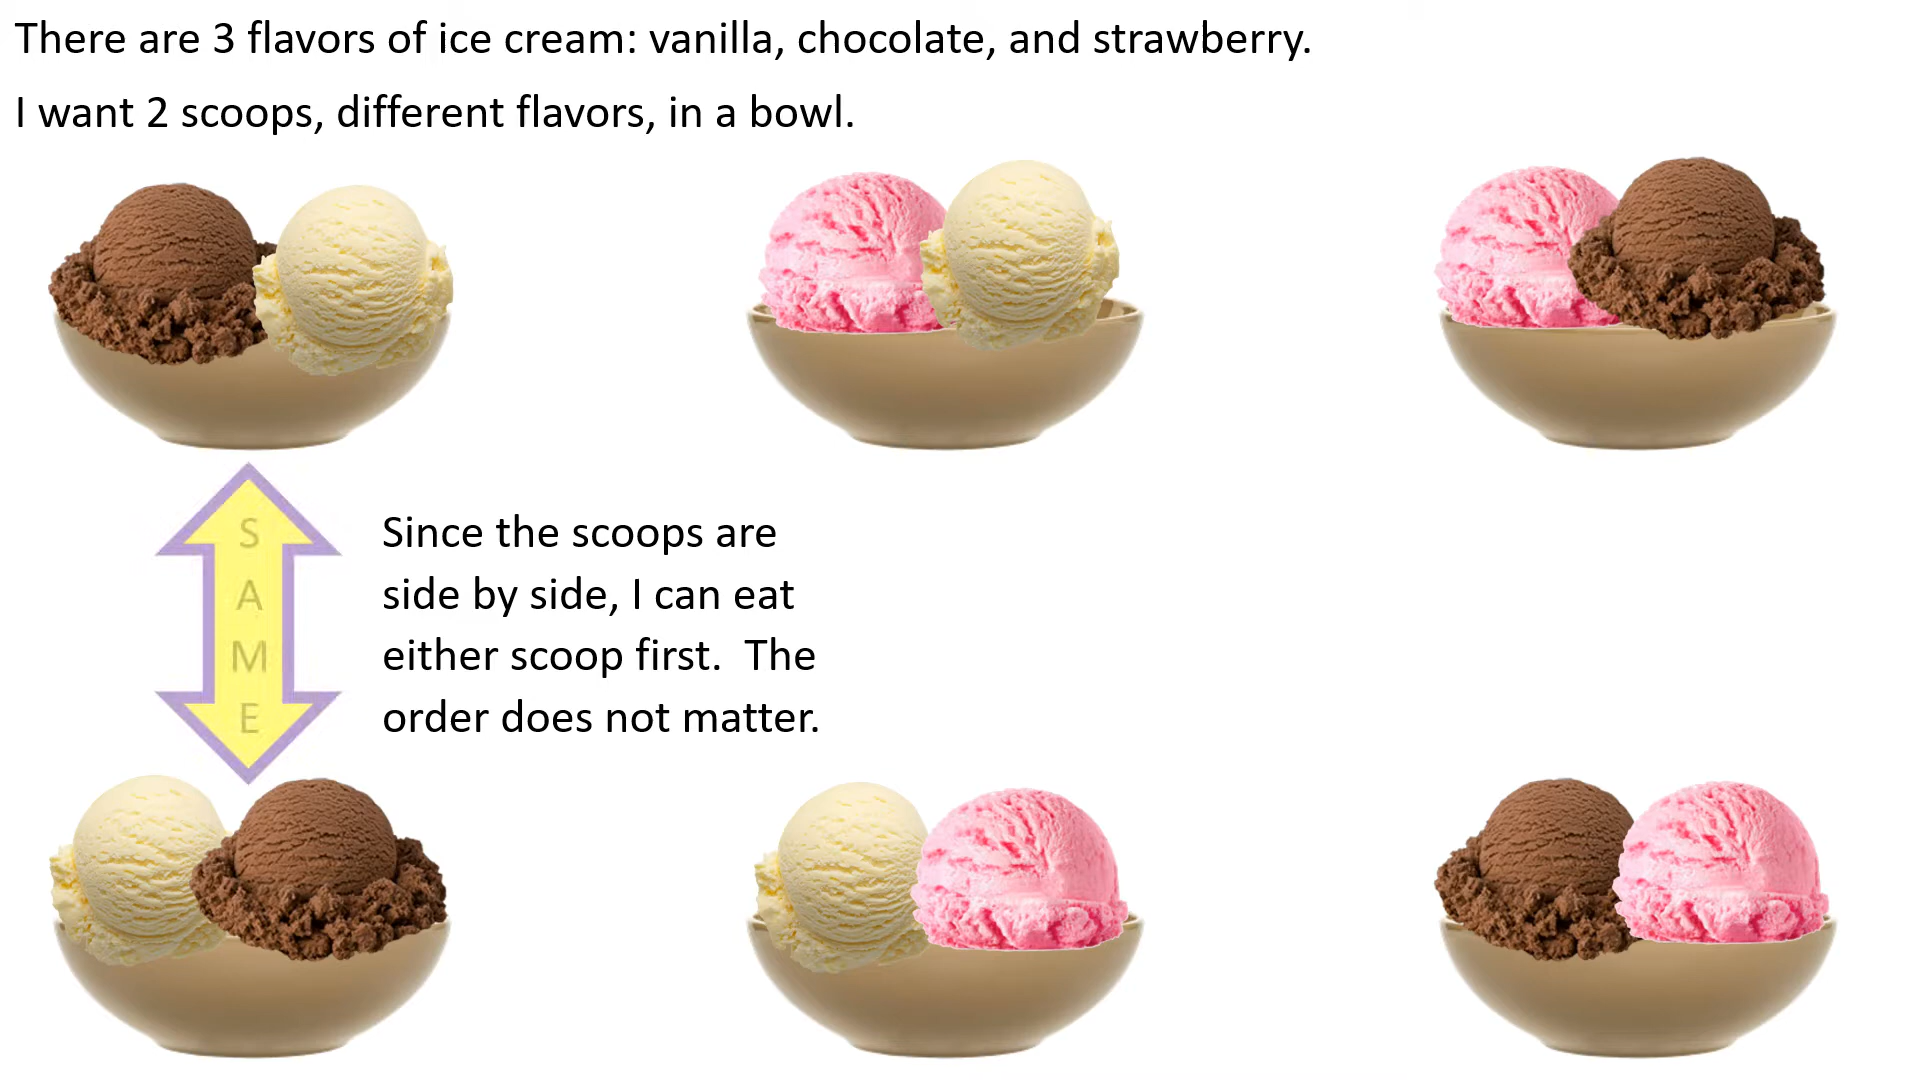 There are 3 flavors of ice cream: vanilla, chocolate, and strawberry.
I want 2 scoops, different flavors, in a bowl.
S
A
M
E
Since the scoops are
side by side, I can eat
either scoop first.  The
order does not matter.